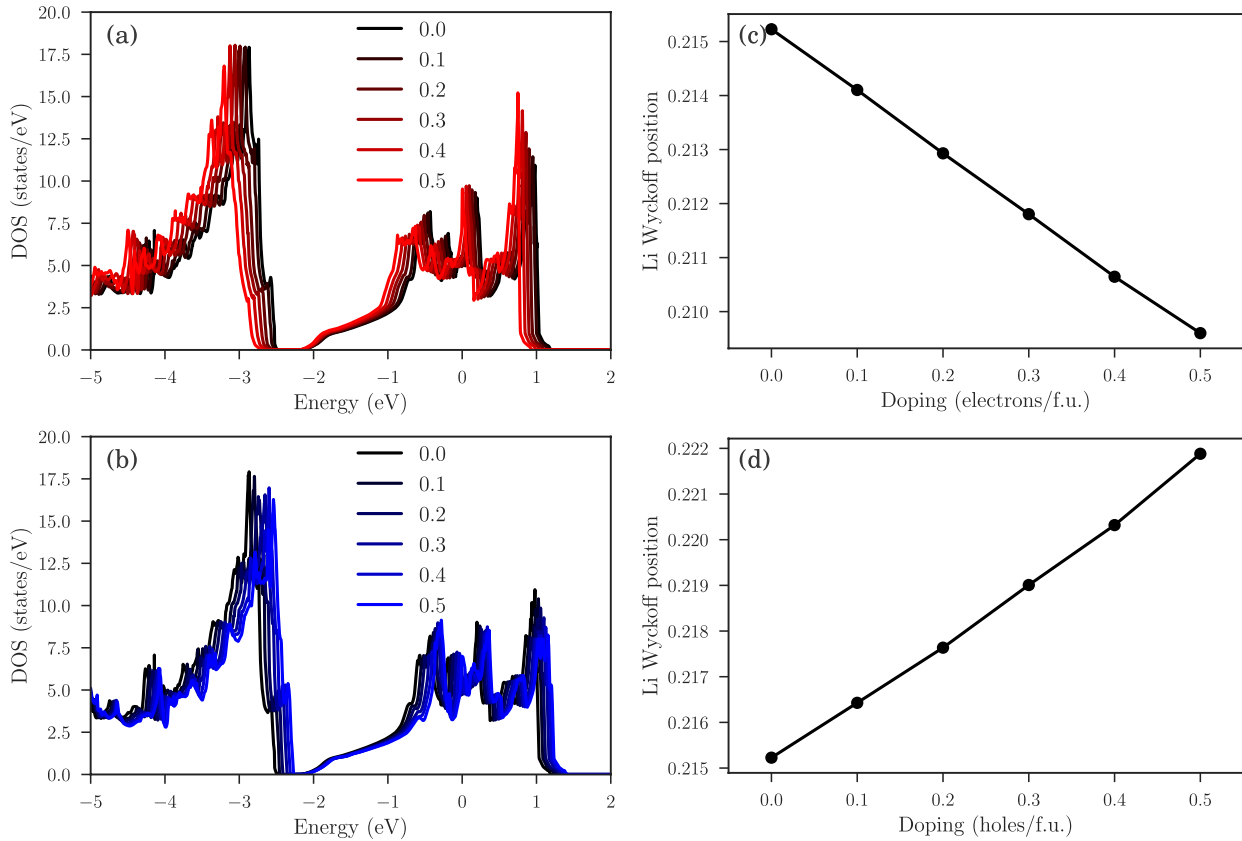 (a)
20.0
17.5
15.0
12.5
10.0
7.5
5.0
2.5
0.0
DOS (states/eV)
0.0
0.1
0.2
0.3
0.4
0.5
−5 −4 −3 −2 −1 0 1 2
Energy (eV)
(c)
0.215
0.214
0.213
0.212
0.211
0.210
Li Wyckoff position
0.0 0.1 0.2 0.3 0.4 0.5
Doping (electrons/f.u.)
(b)
20.0
17.5
15.0
12.5
10.0
7.5
5.0
2.5
0.0
DOS (states/eV)
0.0
0.1
0.2
0.3
0.4
0.5
−5 −4 −3 −2 −1 0 1 2
Energy (eV)
(d)
0.222
0.221
0.220
0.219
0.218
0.217
0.216
0.215
Li Wyckoff position
0.0 0.1 0.2 0.3 0.4 0.5
Doping (holes/f.u.)